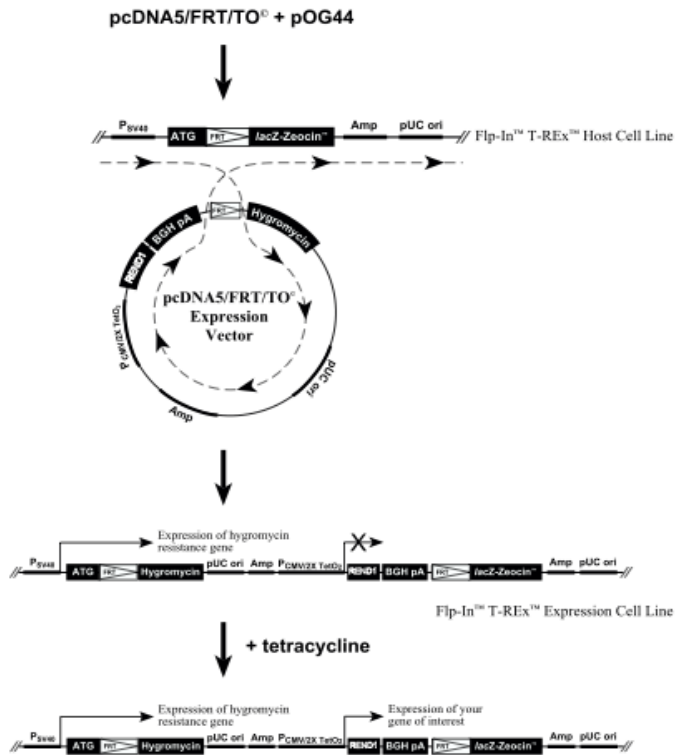 pcDNA5/FRT/TO© + pOG44
PSV40 ATG FRT lacZ-Zeocin™ Amp pUC ori
Flp-In™ T-REx™ Host Cell Line
REND1 BGH pA FRT Hygromycin
pcDNA5/FRT/TO©
Expression
Vector
PCMV/2X TetO2
Amp
pUC ori
Expression of hygromycin
resistance gene
PSV40 ATG FRT Hygromycin pUC ori Amp PCMV/2X TetO2 REND1 BGH pA FRT lacZ-Zeocin™ Amp pUC ori
Flp-In™ T-REx™ Expression Cell Line
+ tetracycline
Expression of hygromycin
resistance gene
Expression of your
gene of interest
PSV40 ATG FRT Hygromycin pUC ori Amp PCMV/2X TetO2 REND1 BGH pA FRT lacZ-Zeocin™ Amp pUC ori